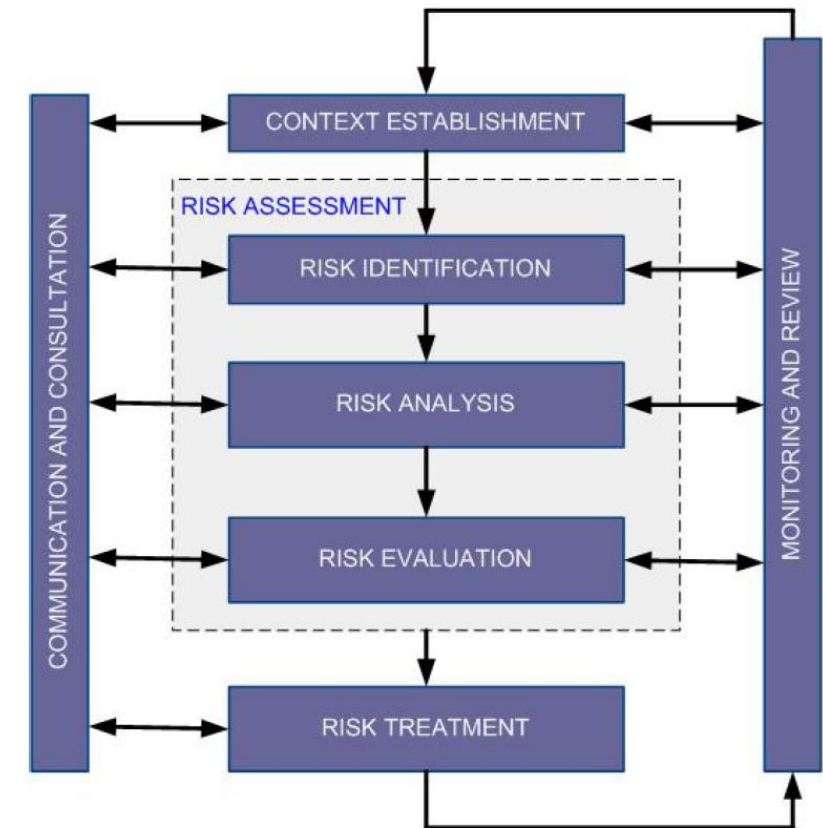 CONTEXT ESTABLISHMENT
RISK ASSESSMENT
RISK IDENTIFICATION
RISK ANALYSIS
RISK EVALUATION
RISK TREATMENT
COMMUNICATION AND CONSULTATION
MONITORING AND REVIEW